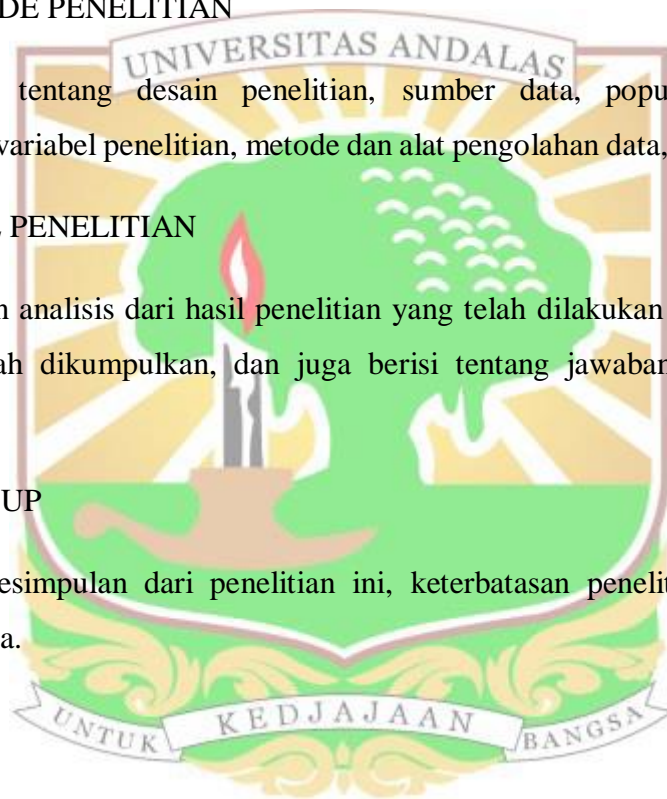 DE PENELITIAN
UNIVERSITAS ANDALAS
tentang desain penelitian, sumber data, popu
variabel penelitian, metode dan alat pengolahan data,
PENELITIAN
analisis dari hasil penelitian yang telah dilakukan
ah dikumpulkan, dan juga berisi tentang jawaban
UP
esimpulan dari penelitian ini, keterbatasan penelit
a.
UNTUK KEDJAJAAN BANGSA